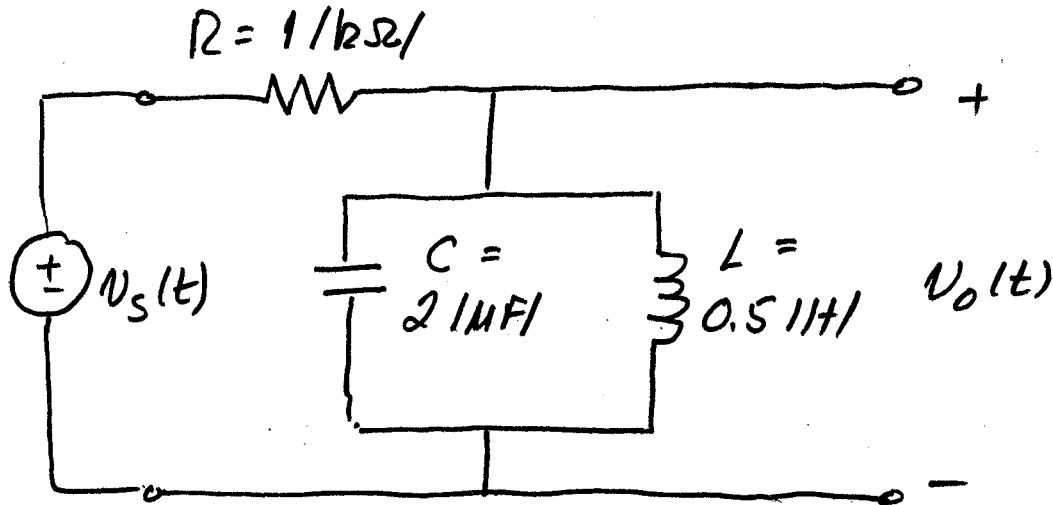 R = 1 /kΩ/
+
+
-
v_s(t)
C =
2 /μF/
L =
0.5 /H/
v_o(t)
-